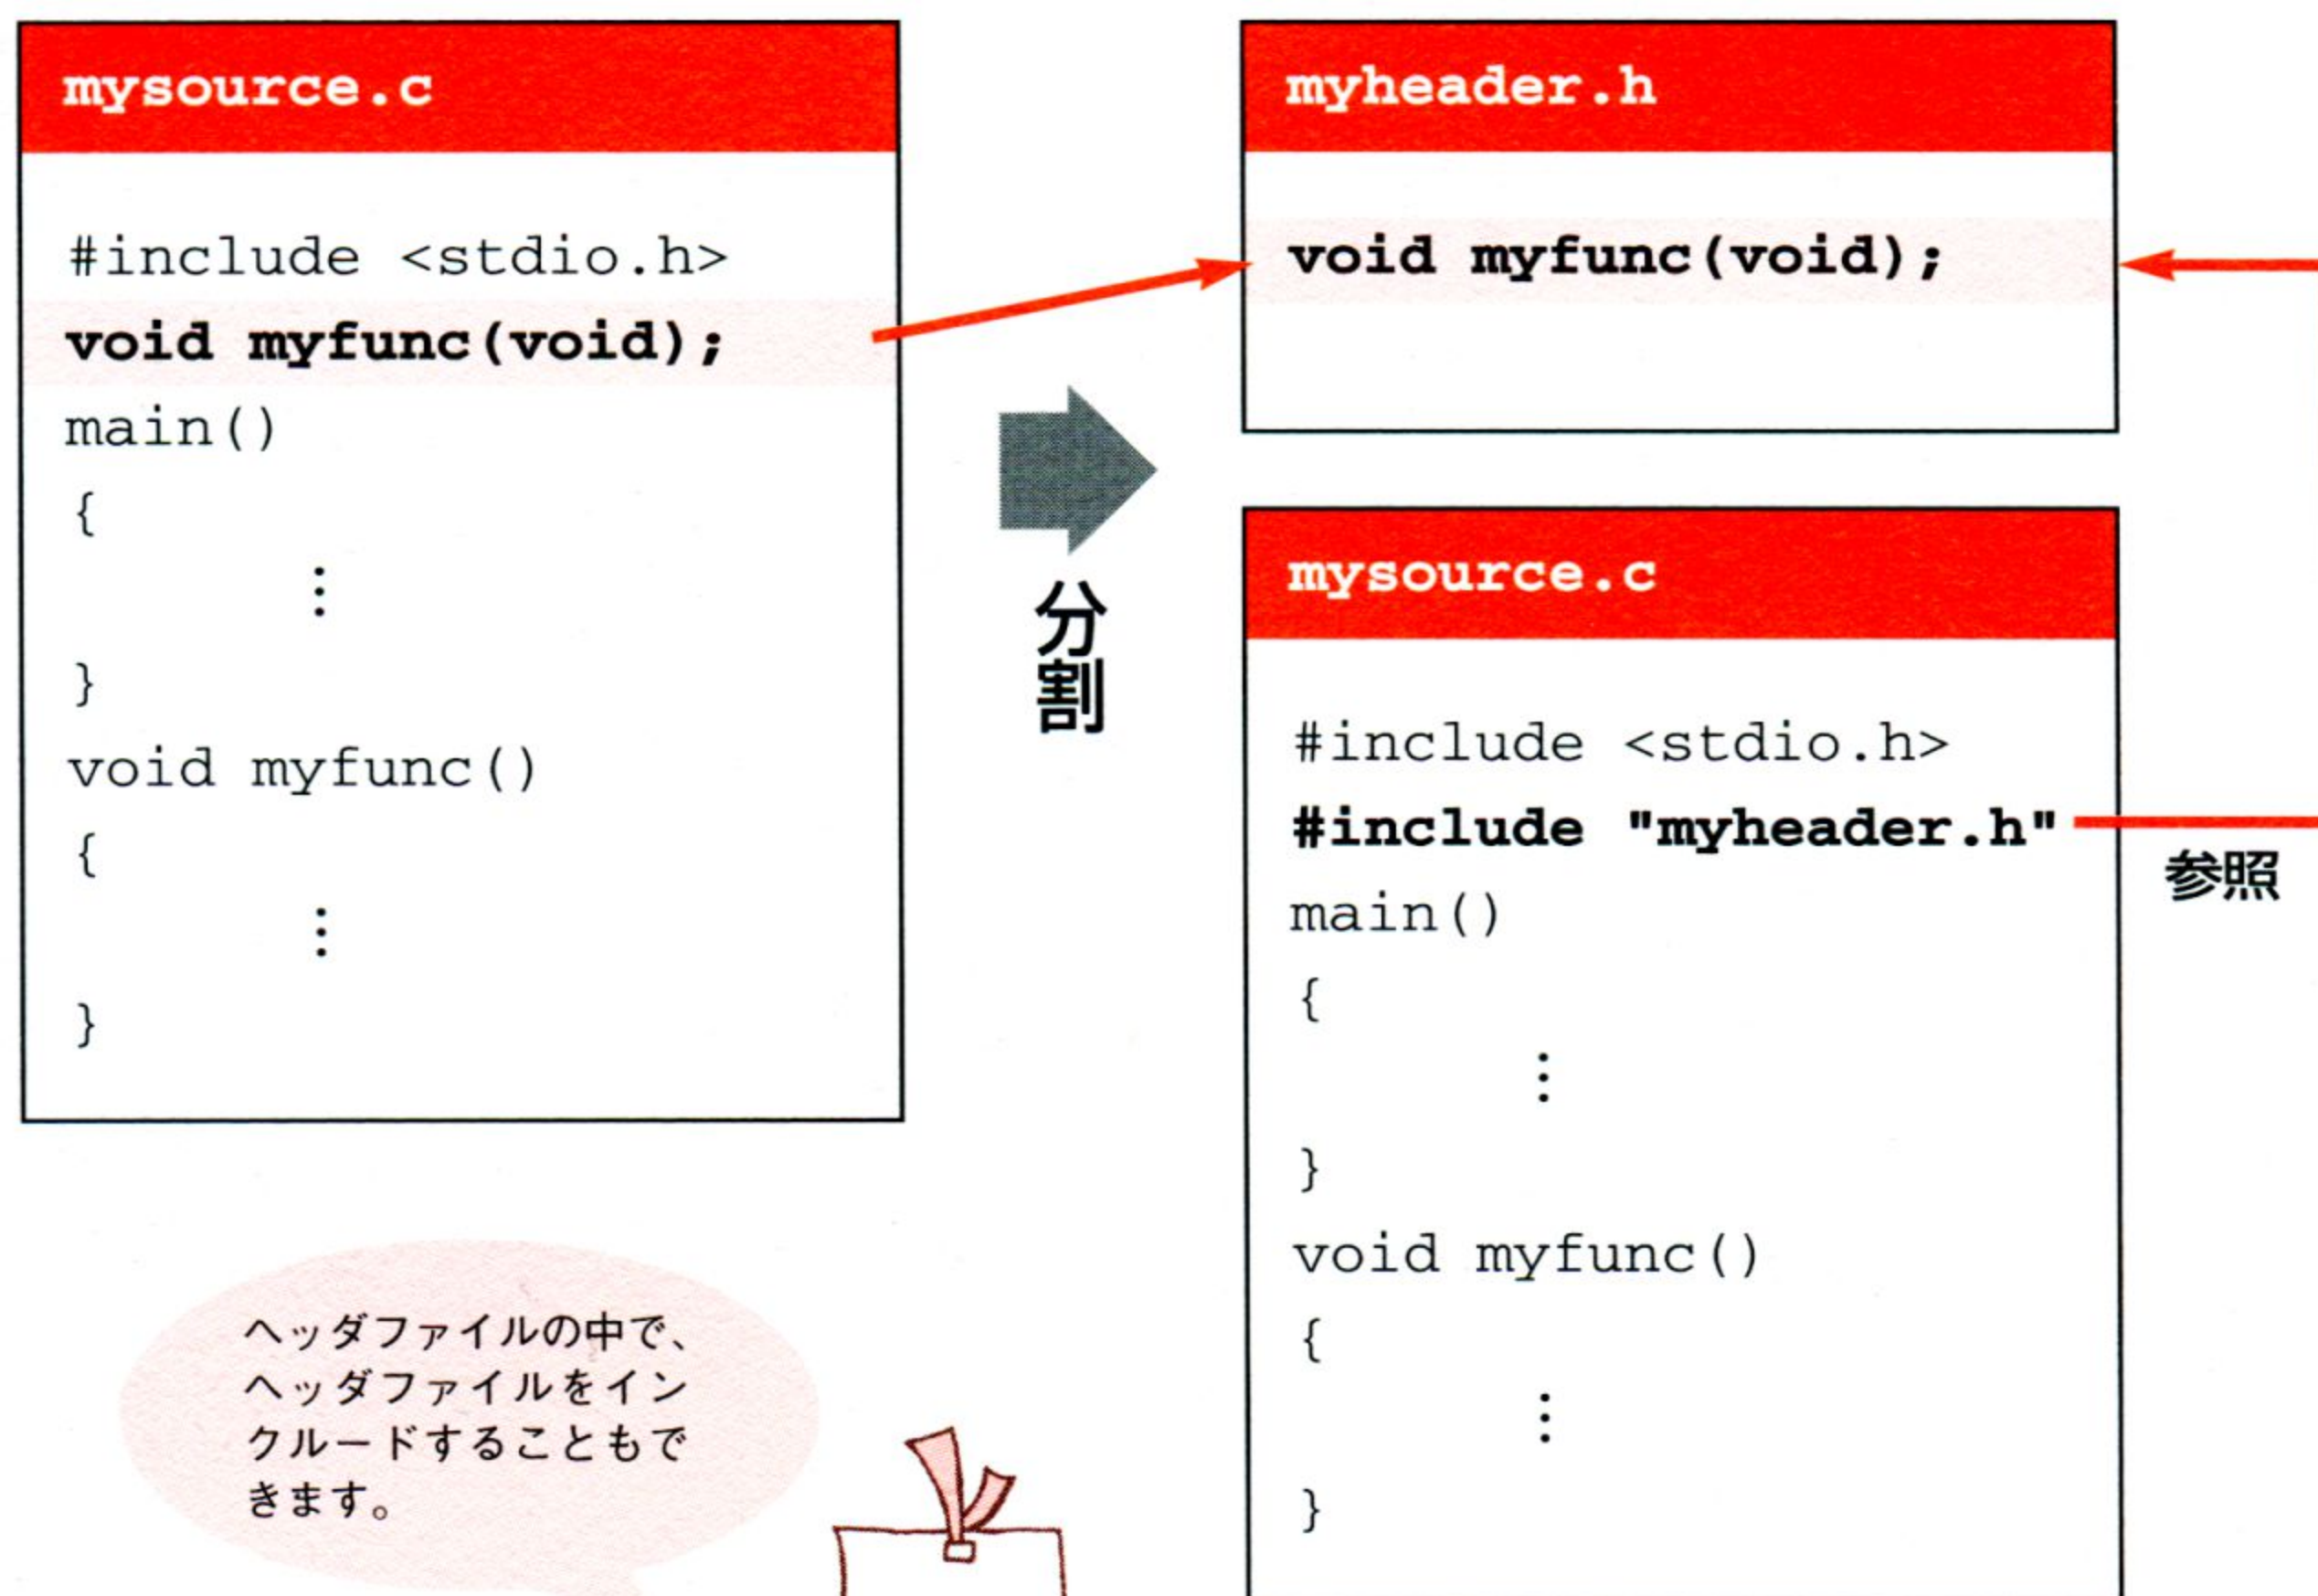 mysource.c
#include <stdio.h>
void myfunc(void);
main()
{
⋮
}
void myfunc()
{
⋮
}
分割
myheader.h
void myfunc(void);
mysource.c
#include <stdio.h>
#include "myheader.h"
main()
{
⋮
}
void myfunc()
{
⋮
}
参照
ヘッダファイルの中で、
ヘッダファイルをイン
クルードすることもで
きます。